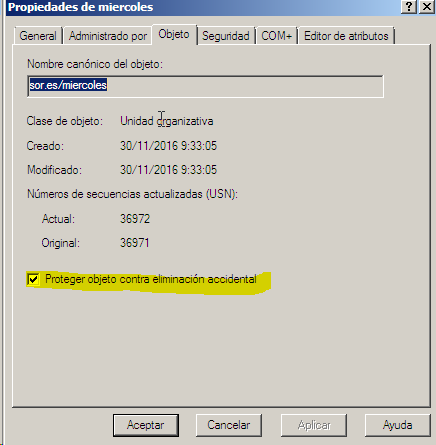 Propiedades de miercoles
General Administrado por Objeto Seguridad COM+ Editor de atributos
Nombre canónico del objeto:
sor.es/miercoles
Clase de objeto: Unidad organizativa
Creado: 30/11/2016 9:33:05
Modificado: 30/11/2016 9:33:05
Números de secuencias actualizadas (USN):
Actual: 36972
Original: 36971
Proteger objeto contra eliminación accidental
Aceptar Cancelar Aplicar Ayuda